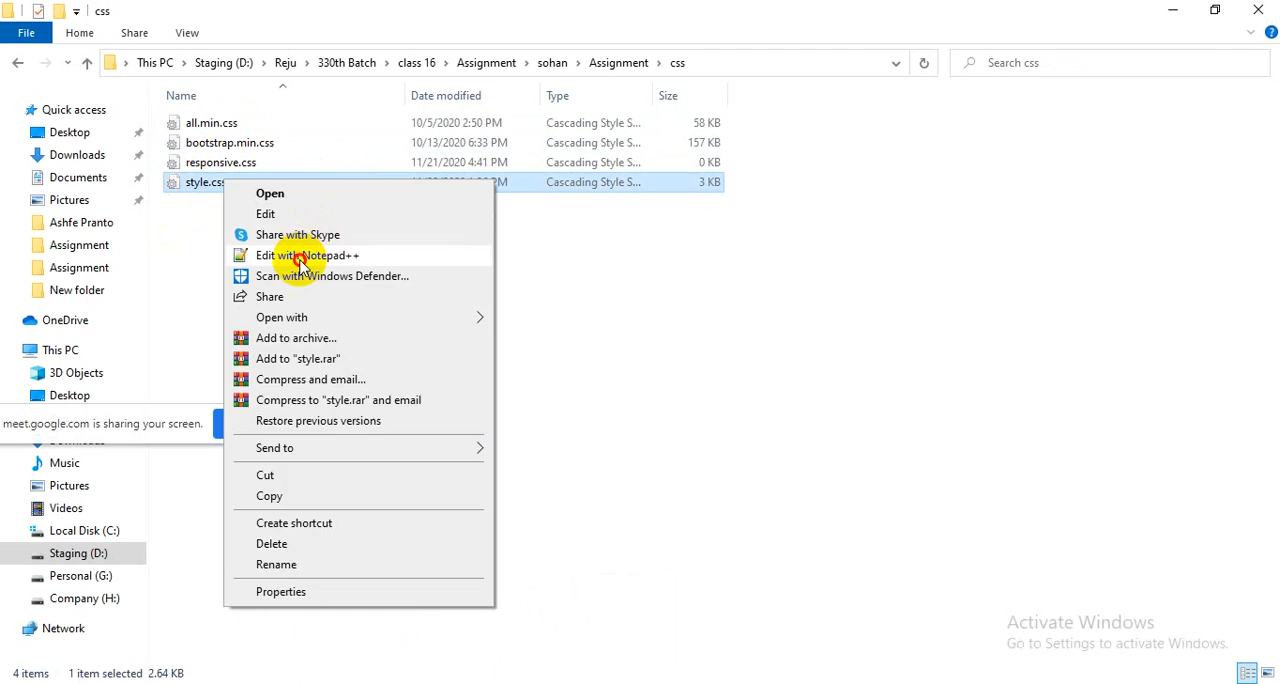 css
File Home Share View
This PC > Staging (D:) > Reju > 330th Batch > class 16 > Assignment > sohan > Assignment > css
Search css
Name Date modified Type Size
all.min.css 10/5/2020 2:50 PM Cascading Style S... 58 KB
bootstrap.min.css 10/13/2020 6:33 PM Cascading Style S... 157 KB
responsive.css 11/21/2020 4:41 PM Cascading Style S... 0 KB
style.css PM Cascading Style S... 3 KB
Quick access
Desktop
Downloads
Documents
Pictures
Ashfe Pranto
Assignment
Assignment
New folder
OneDrive
This PC
3D Objects
Desktop
meet.google.com is sharing your screen.
Music
Pictures
Videos
Local Disk (C:)
Staging (D:)
Personal (G:)
Company (H:)
Network
Open
Edit
Share with Skype
Edit with Notepad++
Scan with Windows Defender...
Share
Open with
Add to archive...
Add to "style.rar"
Compress and email...
Compress to "style.rar" and email
Restore previous versions
Send to
Cut
Copy
Create shortcut
Delete
Rename
Properties
Activate Windows
Go to Settings to activate Windows.
4 items 1 item selected 2.64 KB